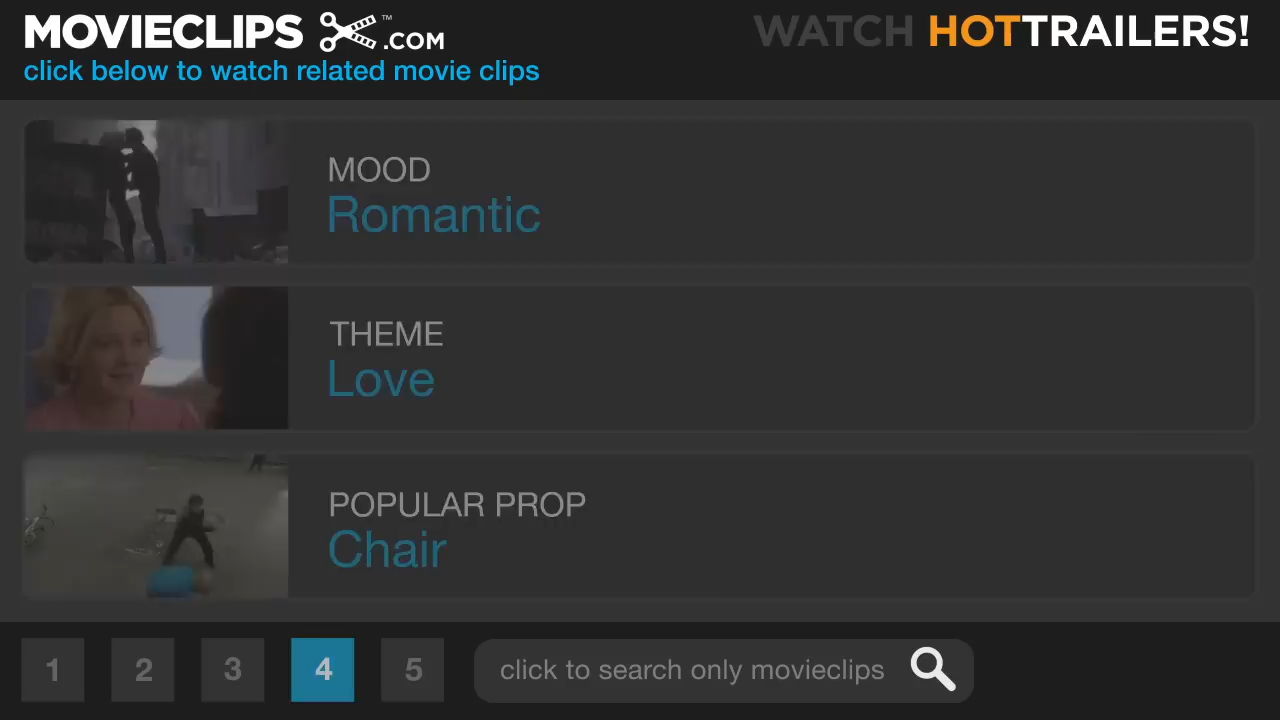 MOVIECLIPS ™ .COM
WATCH HOTTRAILERS!
click below to watch related movie clips
MOOD
Romantic
THEME
Love
POPULAR PROP
Chair
1 2 3 4 5
click to search only movieclips